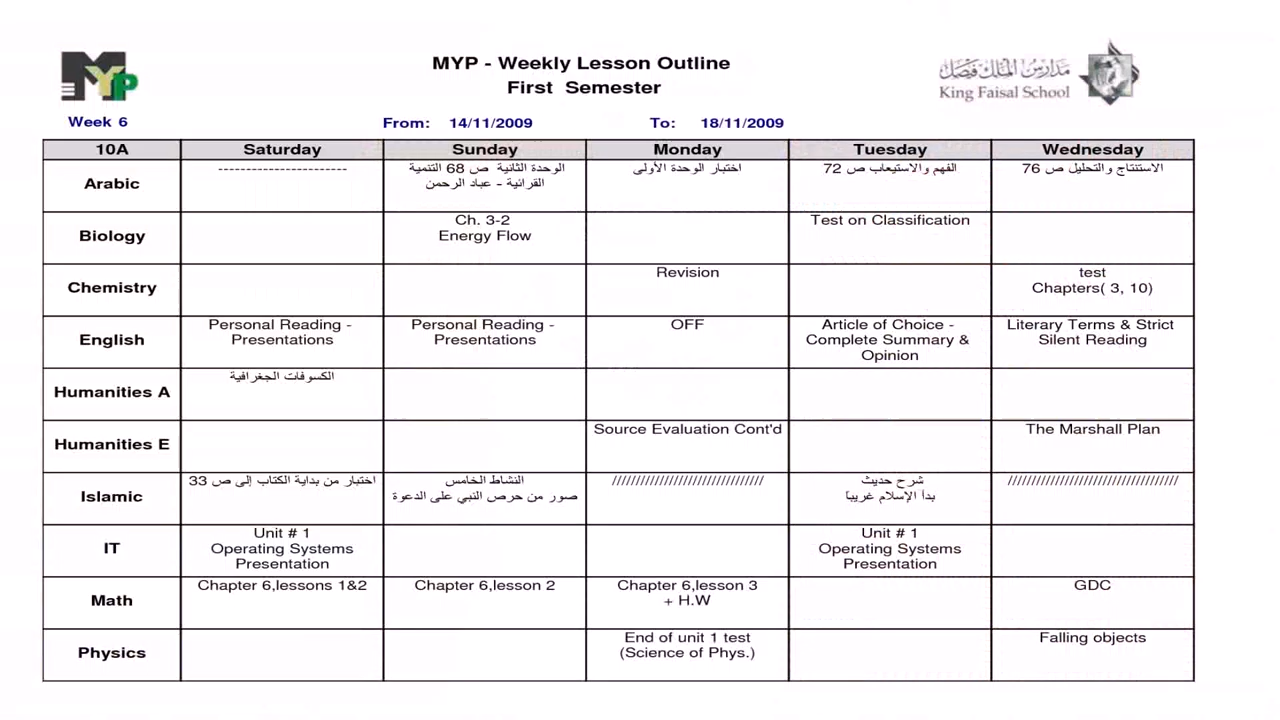 MYP
MYP - Weekly Lesson Outline
First Semester
مدارس الملك فيصل
King Faisal School
Week 6 From: 14/11/2009 To: 18/11/2009
10A Saturday Sunday Monday Tuesday Wednesday
Arabic
-----------------------
الوحدة الثانية ص 68 التنمية
القرائية - عباد الرحمن
اختبار الوحدة الأولى
الفهم والاستيعاب ص 72
الاستنتاج والتحليل ص 76
Biology
Ch. 3-2
Energy Flow
Test on Classification
Chemistry
Revision
test
Chapters( 3, 10)
English
Personal Reading -
Presentations
Personal Reading -
Presentations
OFF
Article of Choice -
Complete Summary &
Opinion
Literary Terms & Strict
Silent Reading
Humanities A
الكسوفات الجغرافية
Humanities E
Source Evaluation Cont'd
The Marshall Plan
Islamic
اختبار من بداية الكتاب إلى ص 33
النشاط الخامس
صور من حرص النبي على الدعوة
////////////////////////////////
شرح حديث
بدأ الإسلام غريباً
////////////////////////////////////
IT
Unit # 1
Operating Systems
Presentation
Unit # 1
Operating Systems
Presentation
Math
Chapter 6,lessons 1&2
Chapter 6,lesson 2
Chapter 6,lesson 3
+ H.W
GDC
Physics
End of unit 1 test
(Science of Phys.)
Falling objects